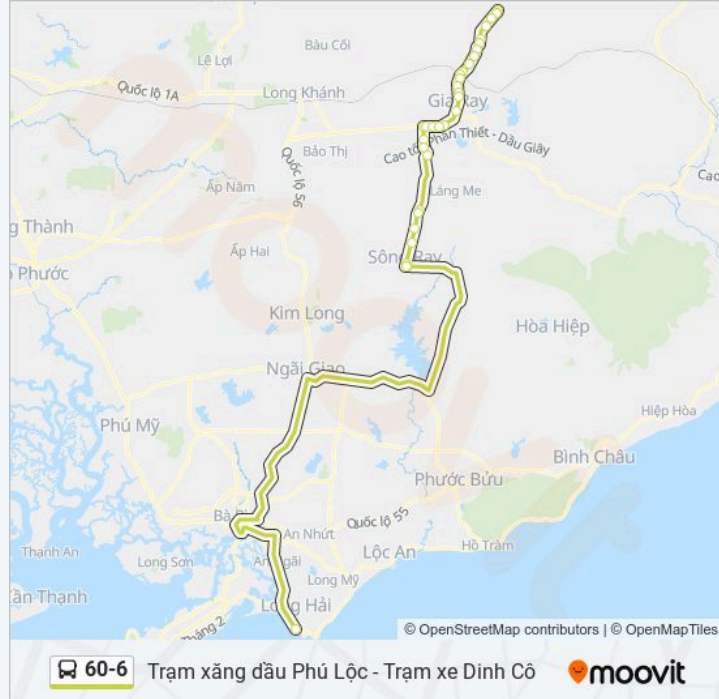 Bàu Cối
Lê Lợi
Quốc lộ 1A
Long Khánh
Gia Ray
Bảo Thị
Cao tốc Phan Thiết - Dầu Giây
Quốc lộ 56
Ấp Năm
Láng Me
Cao
g Thành
Ấp Hai
Phước
Sông Ray
Kim Long
Hòa Hiệp
Ngãi Giao
Phú Mỹ
Hiệp Hòa
Bình Châu
Phước Bửu
Quốc lộ 55
An Nhứt
Hồ Tràm
Thạnh An
Long Sơn
Lộc An
Long Mỹ
Cần Thạnh
Tháng 2
Long Hải
© OpenStreetMap contributors | © OpenMapTiles
60-6 Trạm xăng dầu Phú Lộc - Trạm xe Dinh Cô moovit